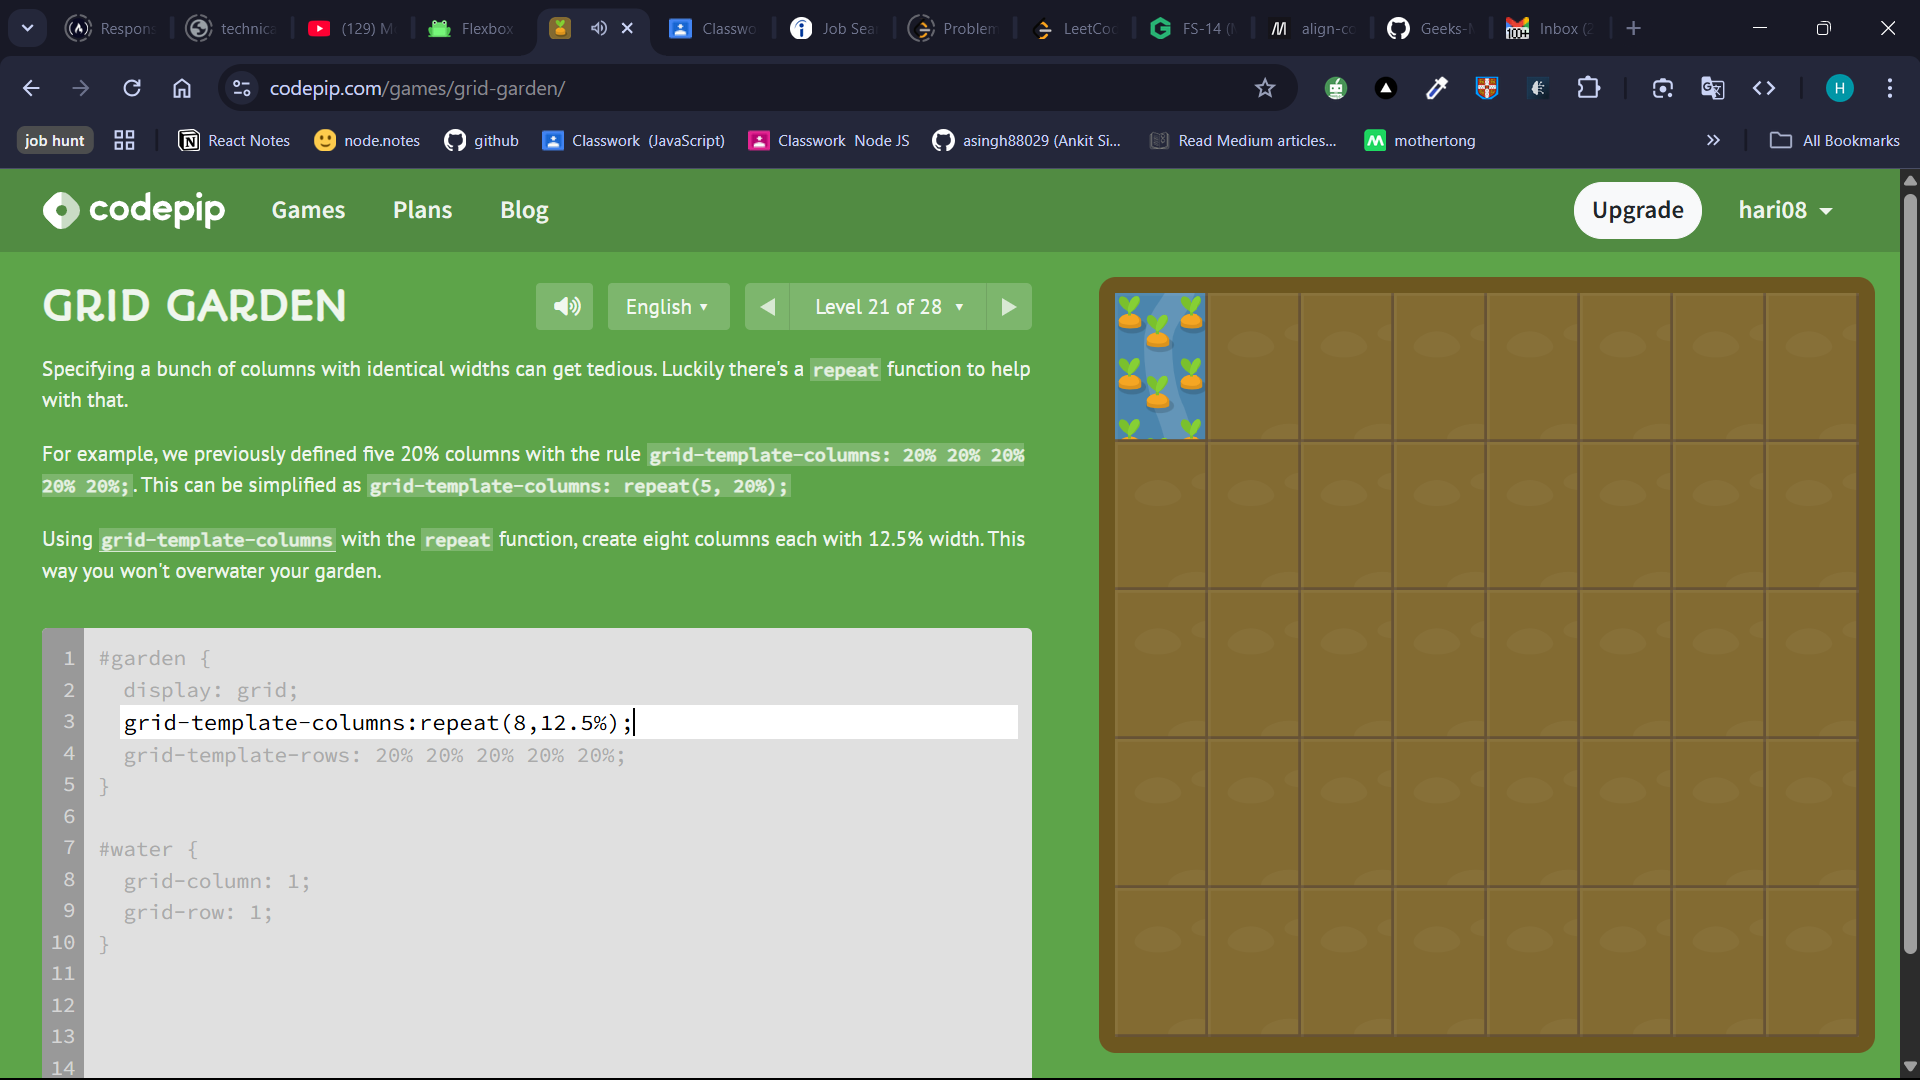 Respon
technica
(129) M
Flexbox
Classwo
Job Sea
Problem
LeetCo
FS-14 (
align-co
Geeks-
Inbox (2
codepip.com/games/grid-garden/
H
job hunt
React Notes
node.notes
github
Classwork (JavaScript)
Classwork Node JS
asingh88029 (Ankit Si...
Read Medium articles...
mothertong
All Bookmarks
codepip
Games
Plans
Blog
Upgrade
hari08
GRID GARDEN
English
Level 21 of 28
Specifying a bunch of columns with identical widths can get tedious. Luckily there's a repeat function to help
with that.
For example, we previously defined five 20% columns with the rule grid-template-columns: 20% 20% 20%
20% 20%;. This can be simplified as grid-template-columns: repeat(5, 20%);
Using grid-template-columns with the repeat function, create eight columns each with 12.5% width. This
way you won't overwater your garden.
1 #garden {
2 display: grid;
3 grid-template-columns:repeat(8,12.5%);
4 grid-template-rows: 20% 20% 20% 20% 20%;
5 }
6
7 #water {
8 grid-column: 1;
9 grid-row: 1;
10 }
11
12
13
14